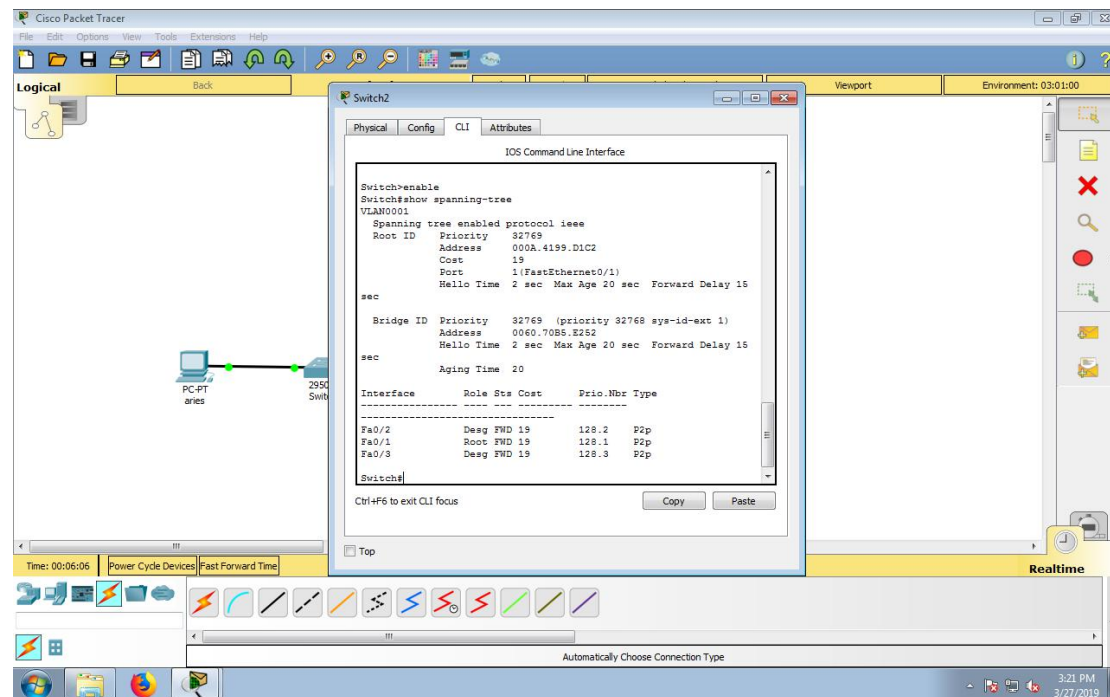 Cisco Packet Tracer
File Edit Options View Tools Extensions Help
Logical
Back
Viewport
Environment: 03:01:00
Switch2
Physical Config CLI Attributes
IOS Command Line Interface
Switch>enable
Switch#show spanning-tree
VLAN0001
Spanning tree enabled protocol ieee
Root ID Priority 32769
Address 000A.4199.D1C2
Cost 19
Port 1(FastEthernet0/1)
Hello Time 2 sec Max Age 20 sec Forward Delay 15
sec
Bridge ID Priority 32769 (priority 32768 sys-id-ext 1)
Address 0060.70B5.E252
Hello Time 2 sec Max Age 20 sec Forward Delay 15
sec
Aging Time 20
Interface Role Sts Cost Prio.Nbr Type
---------------- ---- --- --------- --------
--------------------------------
Fa0/2 Desg FWD 19 128.2 P2p
Fa0/1 Root FWD 19 128.1 P2p
Fa0/3 Desg FWD 19 128.3 P2p
Switch#
Ctrl+F6 to exit CLI focus
Copy Paste
Top
PC-PT
aries
2950
Swit
Time: 00:06:06 Power Cycle Devices Fast Forward Time
Realtime
Automatically Choose Connection Type
3:21 PM
3/27/2019